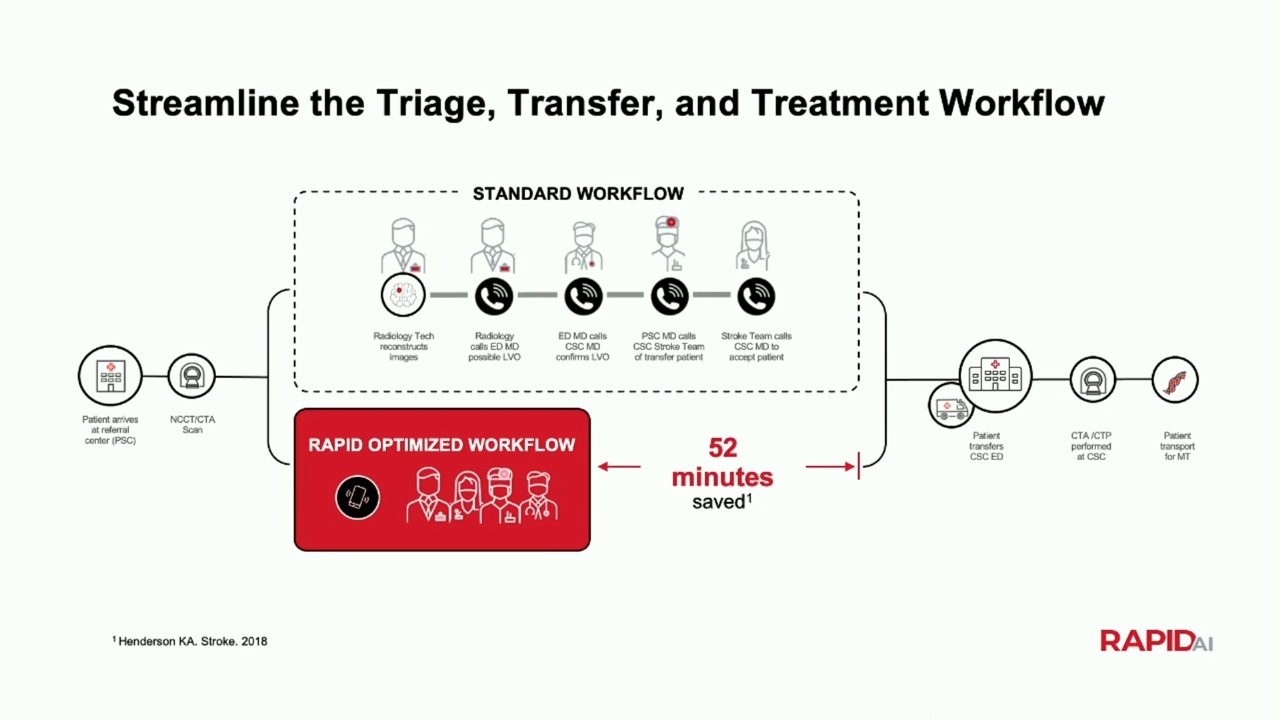 Streamline the Triage, Transfer, and Treatment Workflow
STANDARD WORKFLOW
Radiology Tech
reconstructs
images
Radiology
calls ED MD
possible LVO
ED MD calls
CSC MD
confirms LVO
PSC MD calls
CSC Stroke Team
of transfer patient
Stroke Team calls
CSC MD to
accept patient
Patient arrives
at referral
center (PSC)
NCCT/CTA
Scan
RAPID OPTIMIZED WORKFLOW
52
minutes
saved¹
Patient
transfers
CSC ED
CTA /CTP
performed
at CSC
Patient
transport
for MT
¹ Henderson KA. Stroke. 2018
RAPIDAI